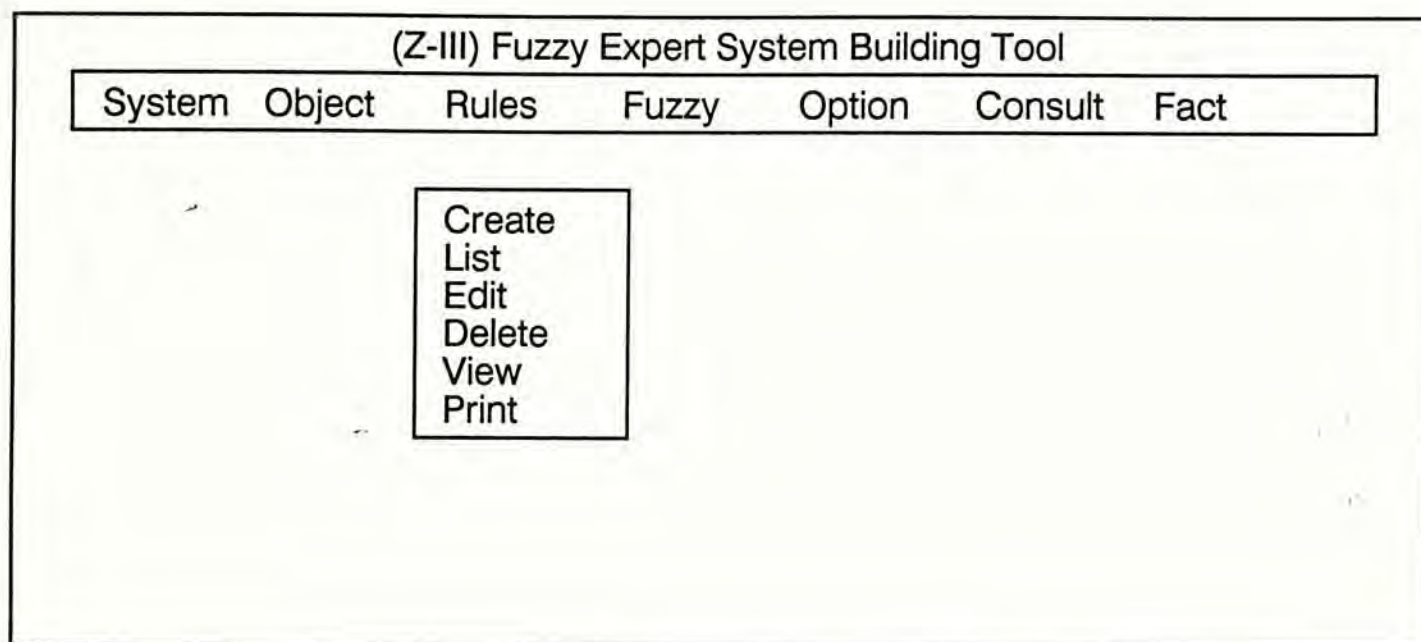 (Z-III) Fuzzy Expert System Building Tool
System Object Rules Fuzzy Option Consult Fact
Create
List
Edit
Delete
View
Print